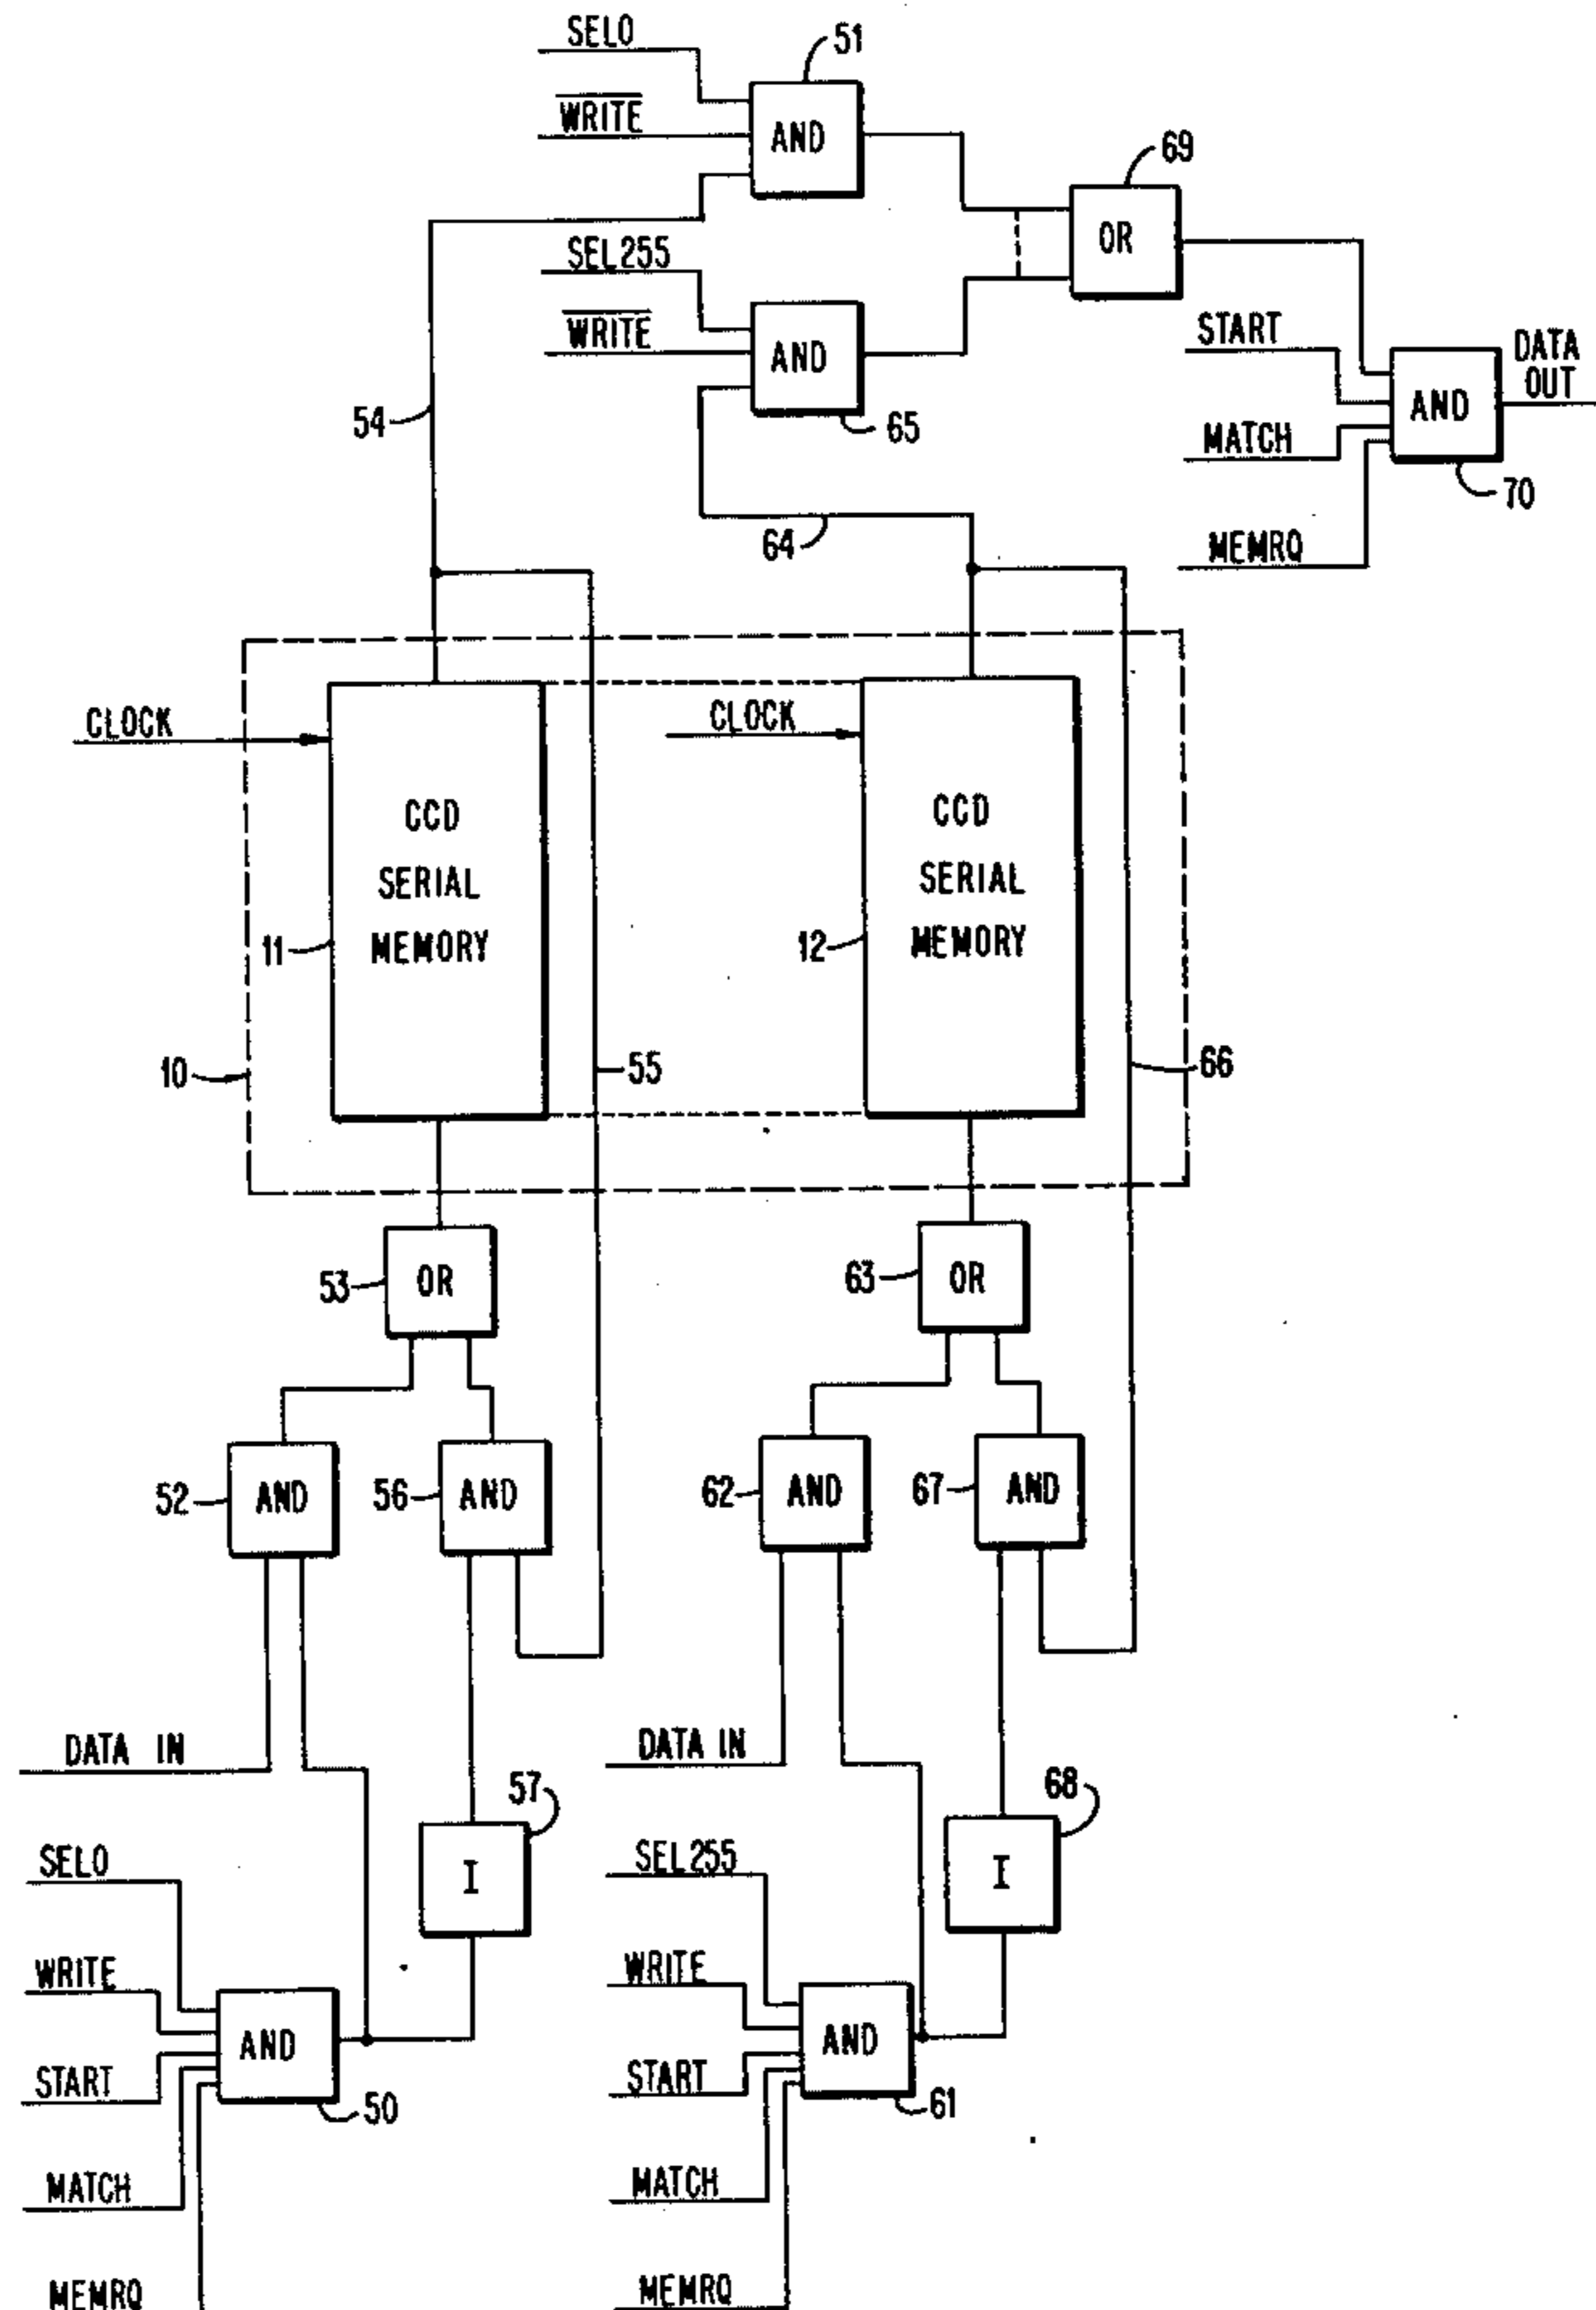 SEL0
51
WRITE
AND
69
OR
SEL255
WRITE
AND
START
DATA
OUT
AND
54
65
MATCH
70
64
MEMRQ
CLOCK
CLOCK
CCD
SERIAL
MEMORY
CCD
SERIAL
MEMORY
11
12
10
55
66
53
OR
63
OR
52
AND
56
AND
62
AND
67
AND
DATA IN
DATA IN
57
68
I
I
SEL0
SEL255
WRITE
WRITE
AND
AND
START
START
50
61
MATCH
MATCH
MEMRQ
MEMRQ